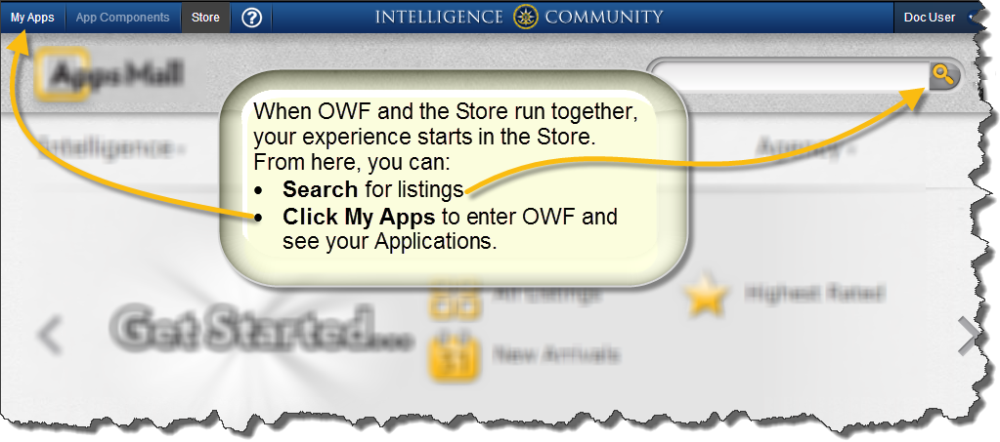 My Apps App Components Store ? INTELLIGENCE COMMUNITY Doc User
Apps Mall
When OWF and the Store run together,
your experience starts in the Store.
From here, you can:
• Search for listings
• Click My Apps to enter OWF and
see your Applications.
Intelligence
Agency
All Listings
Highest Rated
Get Started...
New Arrivals
31